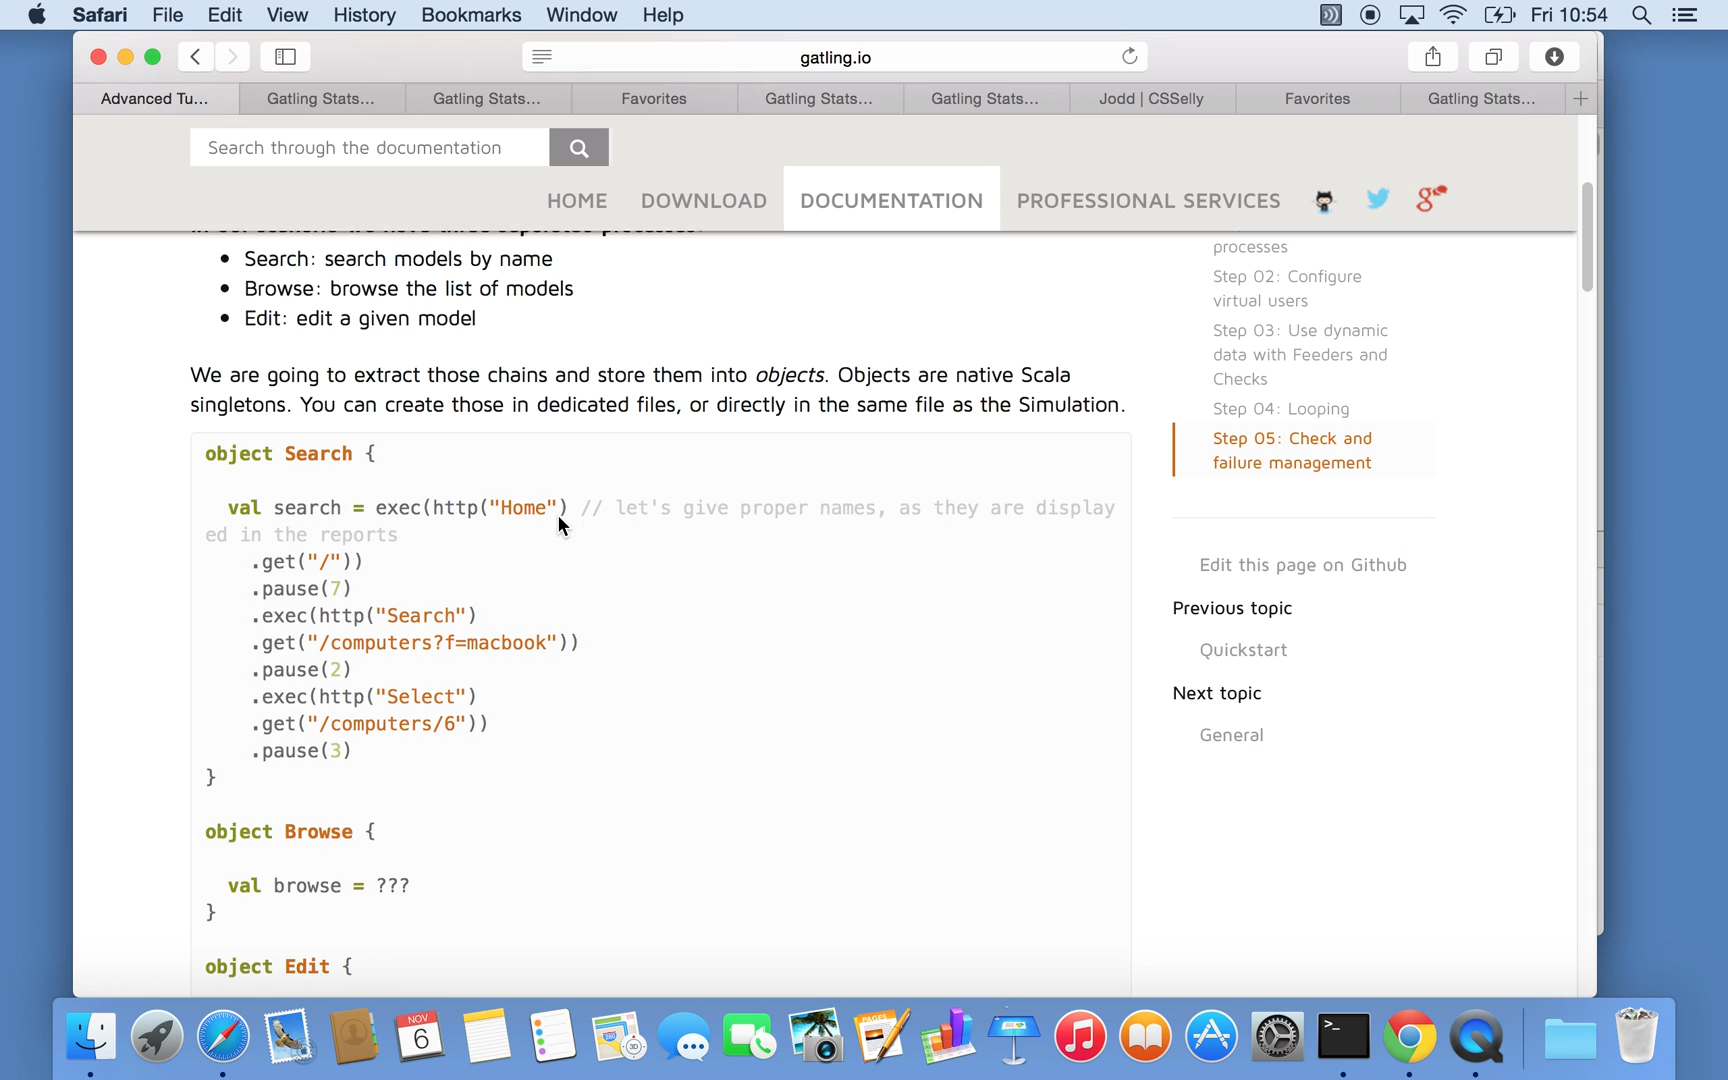 Safari File Edit View History Bookmarks Window Help Fri 10:54
gatling.io
Advanced Tu... Gatling Stats... Gatling Stats... Favorites Gatling Stats... Gatling Stats... Jodd | CSSelly Favorites Gatling Stats... +
Search through the documentation
HOME DOWNLOAD DOCUMENTATION PROFESSIONAL SERVICES
• Search: search models by name
• Browse: browse the list of models
• Edit: edit a given model
We are going to extract those chains and store them into objects. Objects are native Scala
singletons. You can create those in dedicated files, or directly in the same file as the Simulation.
object Search {
val search = exec(http("Home") // let's give proper names, as they are display
ed in the reports
.get("/"))
.pause(7)
.exec(http("Search")
.get("/computers?f=macbook"))
.pause(2)
.exec(http("Select")
.get("/computers/6"))
.pause(3)
}
object Browse {
val browse = ???
}
object Edit {
processes
Step 02: Configure
virtual users
Step 03: Use dynamic
data with Feeders and
Checks
Step 04: Looping
Step 05: Check and
failure management
Edit this page on Github
Previous topic
Quickstart
Next topic
General
NOV
6
3D
PAGES
>_